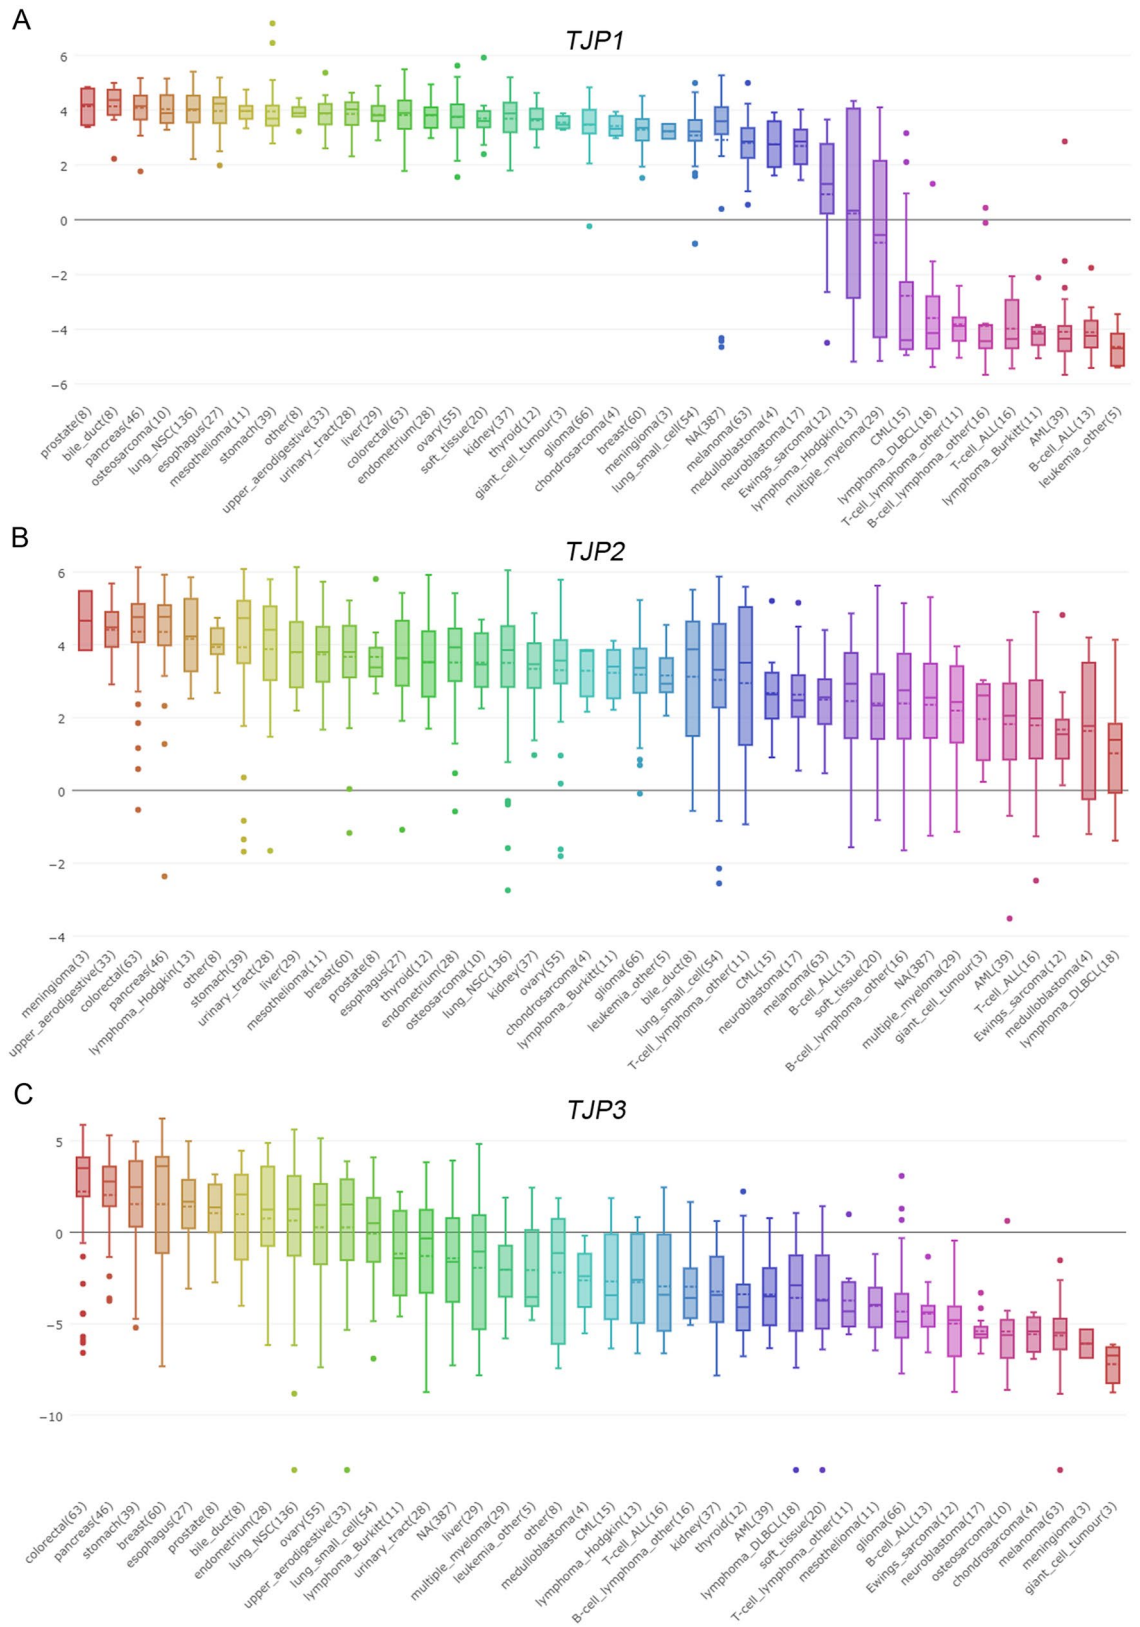 A
TJP1
6
4
2
0
−2
−4
−6
prostate(8)
bile_duct(8)
pancreas(46)
osteosarcoma(10)
lung_NSC(136)
esophagus(27)
mesothelioma(11)
stomach(39)
other(8)
upper_aerodigestive(33)
urinary_tract(28)
liver(29)
colorectal(63)
endometrium(28)
ovary(55)
soft_tissue(20)
kidney(37)
thyroid(12)
giant_cell_tumour(3)
glioma(66)
chondrosarcoma(4)
breast(60)
meningioma(3)
lung_small_cell(54)
NA(387)
melanoma(63)
medulloblastoma(4)
neuroblastoma(17)
Ewings_sarcoma(12)
lymphoma_Hodgkin(13)
multiple_myeloma(29)
CML(15)
lymphoma_DLBCL(18)
T-cell_lymphoma_other(11)
B-cell_lymphoma_other(16)
T-cell_ALL(16)
lymphoma_Burkitt(11)
AML(39)
B-cell_ALL(13)
leukemia_other(5)
B
TJP2
6
4
2
0
−2
−4
meningioma(3)
upper_aerodigestive(33)
colorectal(63)
pancreas(46)
lymphoma_Hodgkin(13)
other(8)
stomach(39)
urinary_tract(28)
liver(29)
mesothelioma(11)
breast(60)
prostate(8)
esophagus(27)
thyroid(12)
endometrium(28)
osteosarcoma(10)
lung_NSC(136)
kidney(37)
ovary(55)
chondrosarcoma(4)
lymphoma_Burkitt(11)
glioma(66)
leukemia_other(5)
bile_duct(8)
lung_small_cell(54)
T-cell_lymphoma_other(11)
CML(15)
neuroblastoma(17)
melanoma(63)
B-cell_ALL(13)
soft_tissue(20)
B-cell_lymphoma_other(16)
NA(387)
multiple_myeloma(29)
giant_cell_tumour(3)
AML(39)
T-cell_ALL(16)
Ewings_sarcoma(12)
medulloblastoma(4)
lymphoma_DLBCL(18)
C
TJP3
5
0
−5
−10
colorectal(63)
pancreas(46)
stomach(39)
breast(60)
esophagus(27)
prostate(8)
bile_duct(8)
endometrium(28)
lung_NSC(136)
ovary(55)
upper_aerodigestive(33)
lung_small_cell(54)
lymphoma_Burkitt(11)
urinary_tract(28)
NA(387)
liver(29)
multiple_myeloma(29)
leukemia_other(5)
other(8)
medulloblastoma(4)
CML(15)
lymphoma_Hodgkin(13)
T-cell_ALL(16)
B-cell_lymphoma_other(16)
kidney(37)
thyroid(12)
AML(39)
lymphoma_DLBCL(18)
soft_tissue(20)
T-cell_lymphoma_other(11)
mesothelioma(11)
glioma(66)
B-cell_ALL(13)
Ewings_sarcoma(12)
neuroblastoma(17)
osteosarcoma(10)
chondrosarcoma(4)
melanoma(63)
meningioma(3)
giant_cell_tumour(3)